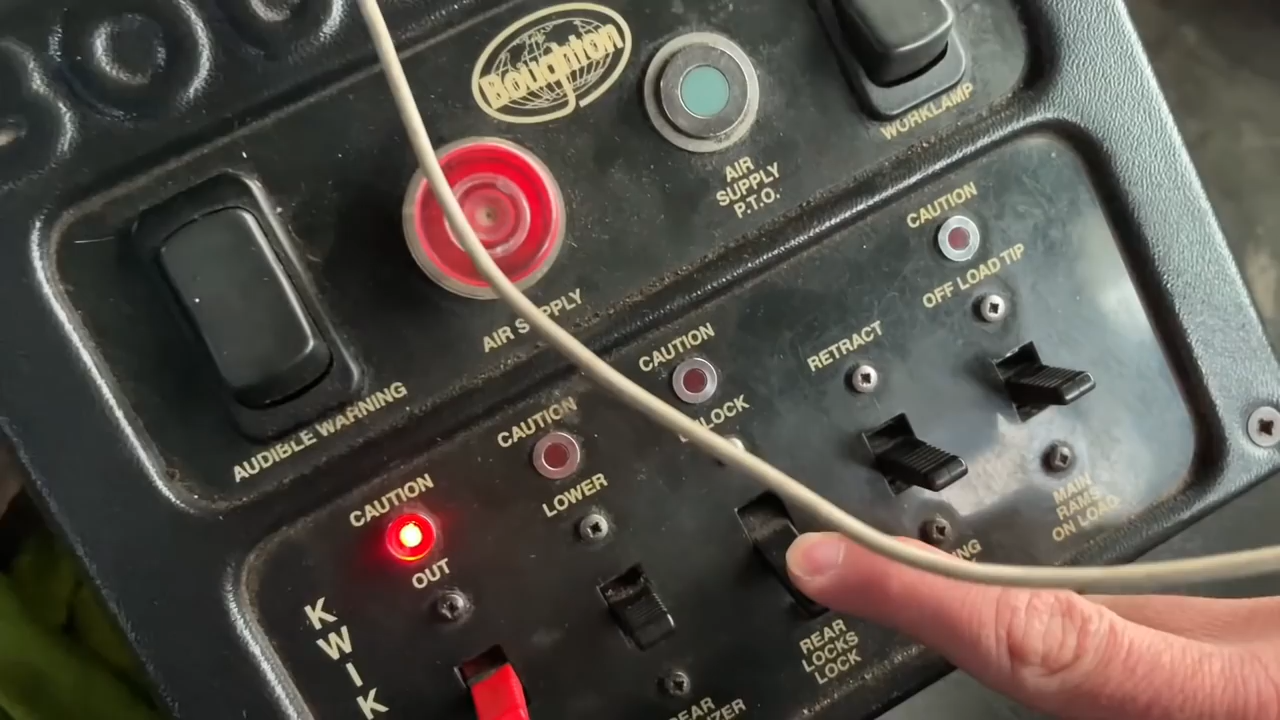 Boughton
AIR
SUPPLY
P.T.O.
WORKLAMP
AIR SUPPLY
AUDIBLE WARNING
CAUTION
OFF LOAD TIP
CAUTION
UNLOCK
RETRACT
CAUTION
LOWER
CAUTION
OUT
MAIN
RAMS
ON LOAD
REAR
LOCKS
LOCK
K
W
I
K